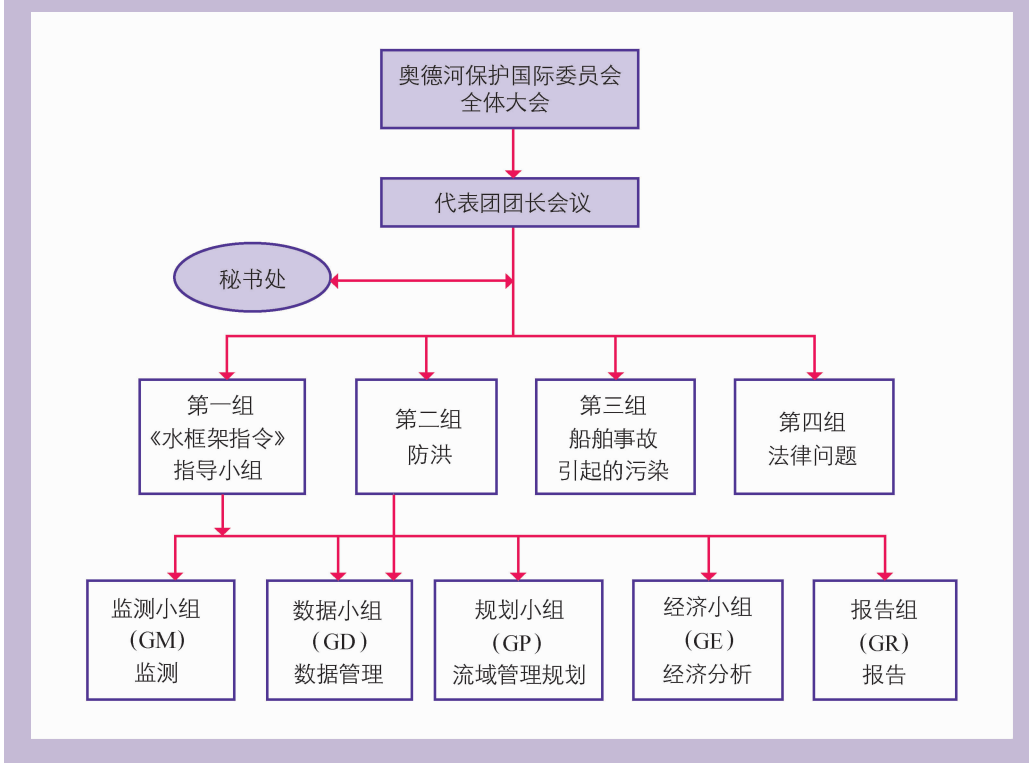 奥德河保护国际委员会
全体大会
代表团团长会议
秘书处
第一组
《水框架指令》
指导小组
第二组
防洪
第三组
船舶事故
引起的污染
第四组
法律问题
监测小组
(GM)
监测
数据小组
(GD)
数据管理
规划小组
(GP)
流域管理规划
经济小组
(GE)
经济分析
报告组
(GR)
报告